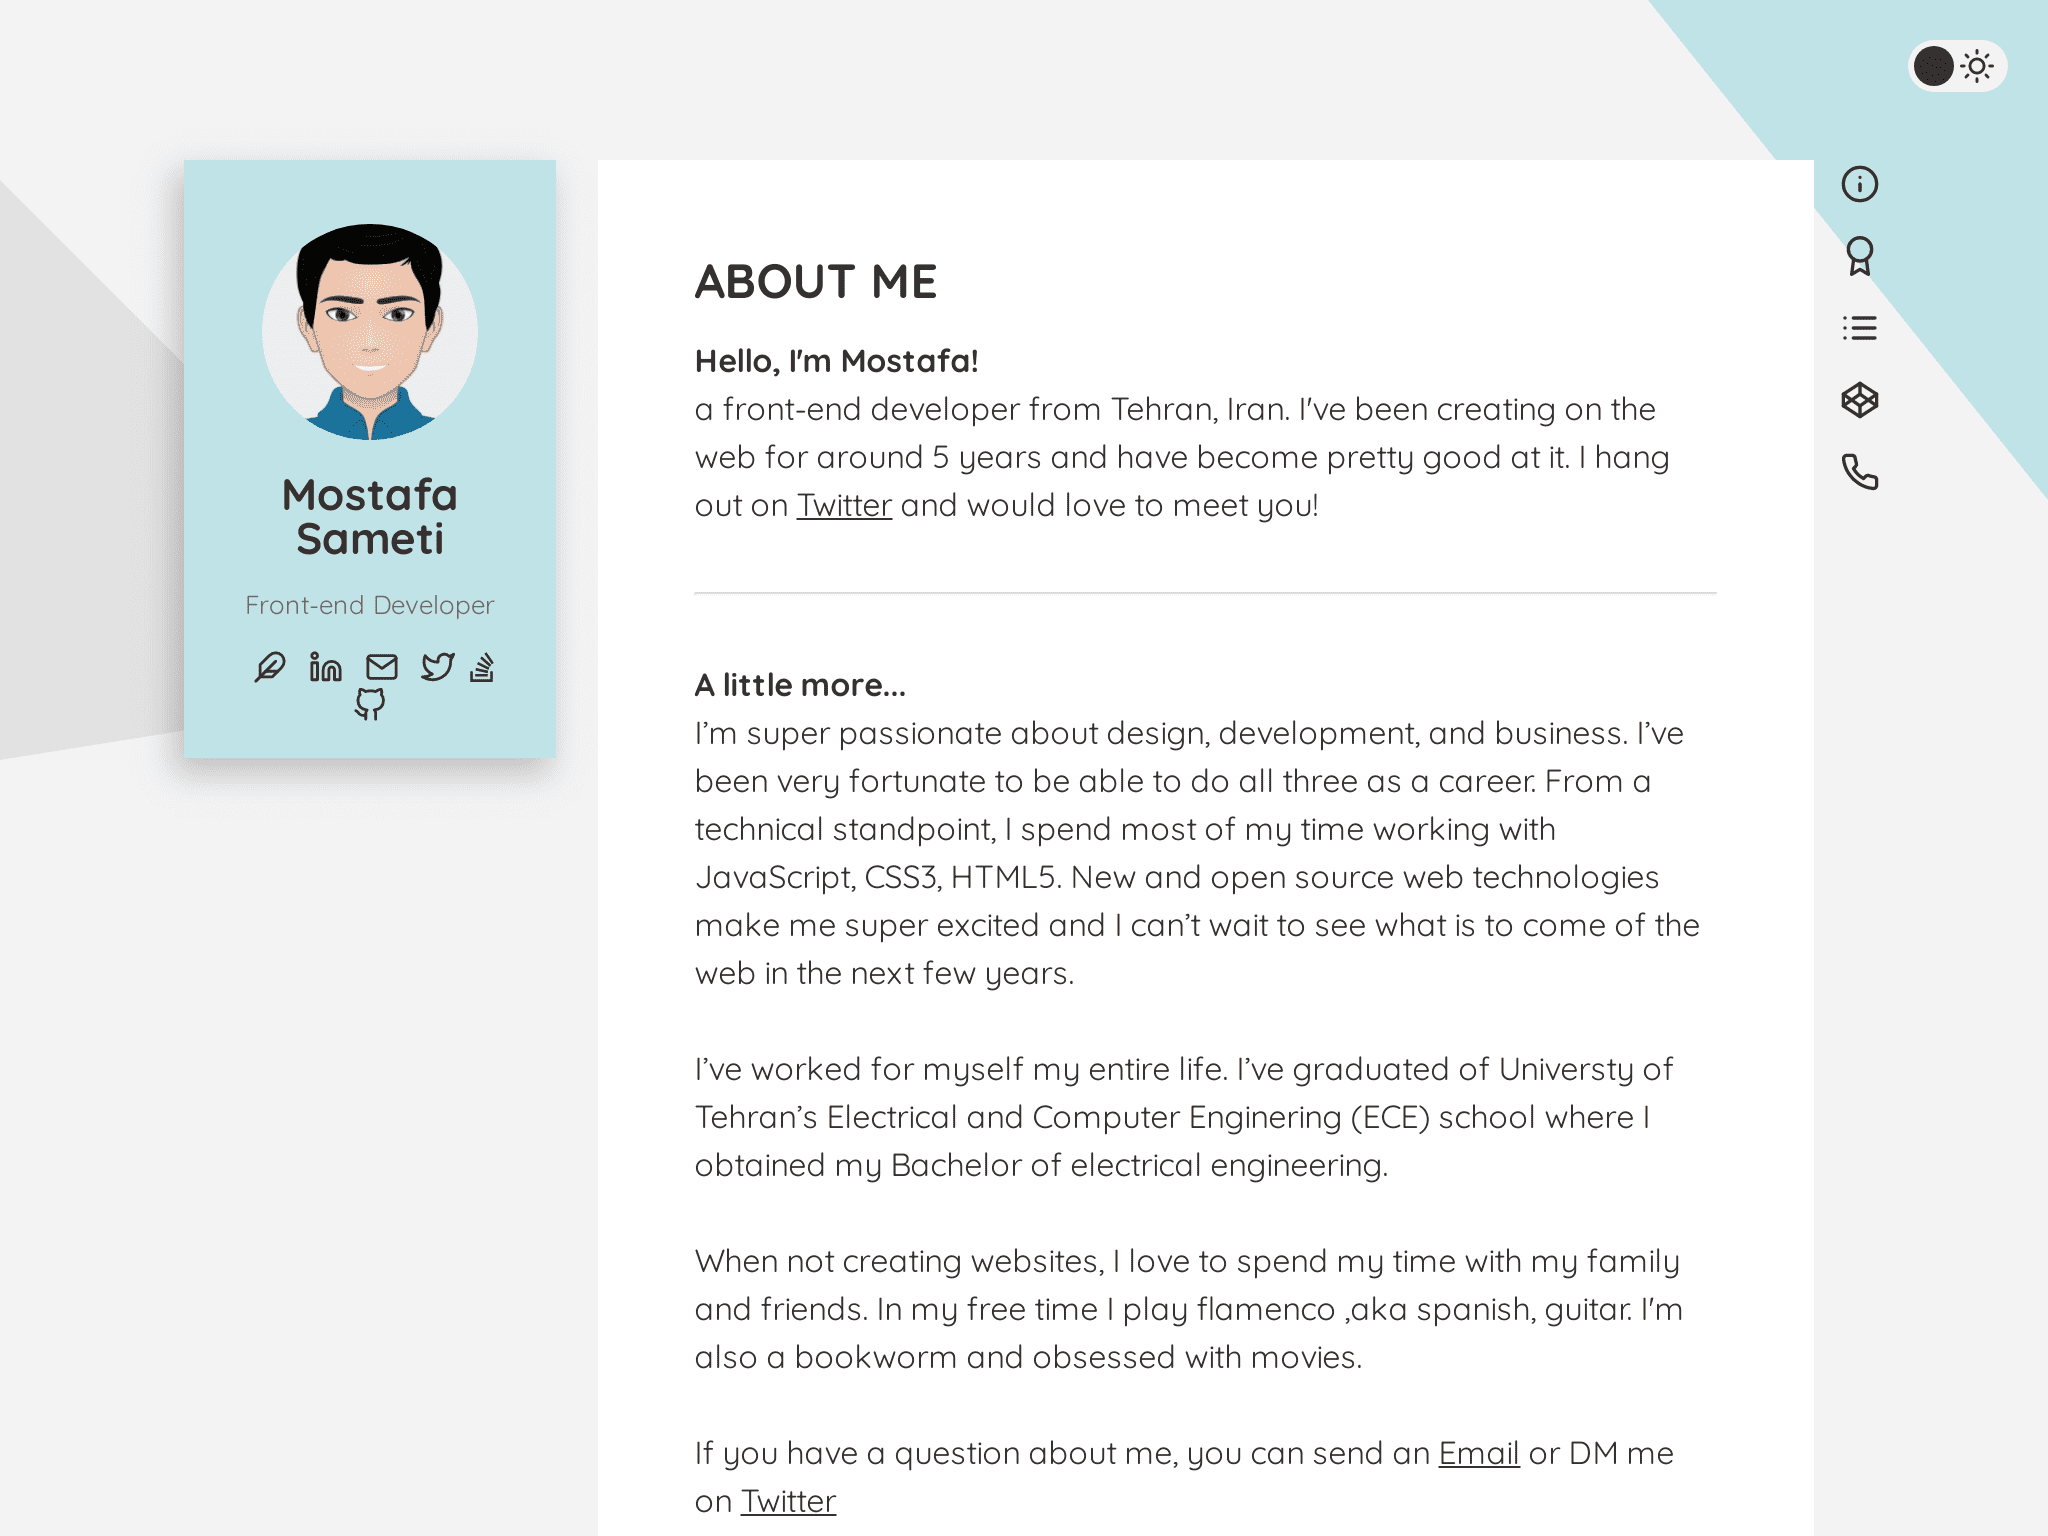 Mostafa
Sameti
Front-end Developer
ABOUT ME
Hello, I'm Mostafa!
a front-end developer from Tehran, Iran. I've been creating on the
web for around 5 years and have become pretty good at it. I hang
out on Twitter and would love to meet you!
A little more...
I’m super passionate about design, development, and business. I’ve
been very fortunate to be able to do all three as a career. From a
technical standpoint, I spend most of my time working with
JavaScript, CSS3, HTML5. New and open source web technologies
make me super excited and I can’t wait to see what is to come of the
web in the next few years.
I’ve worked for myself my entire life. I’ve graduated of Universty of
Tehran’s Electrical and Computer Enginering (ECE) school where I
obtained my Bachelor of electrical engineering.
When not creating websites, I love to spend my time with my family
and friends. In my free time I play flamenco ,aka spanish, guitar. I'm
also a bookworm and obsessed with movies.
If you have a question about me, you can send an Email or DM me
on Twitter